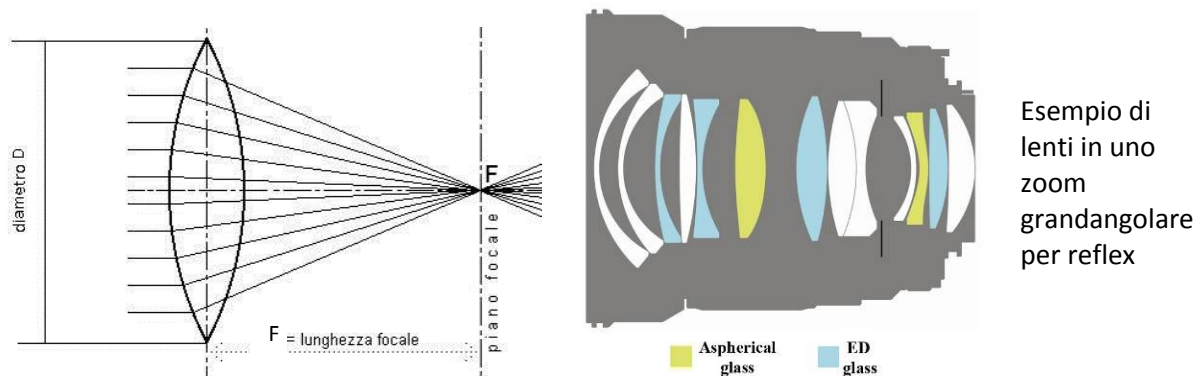 diametro D
F
F = lunghezza focale
piano focale
Aspherical
glass
ED
glass
Esempio di
lenti in uno
zoom
grandangolare
per reflex